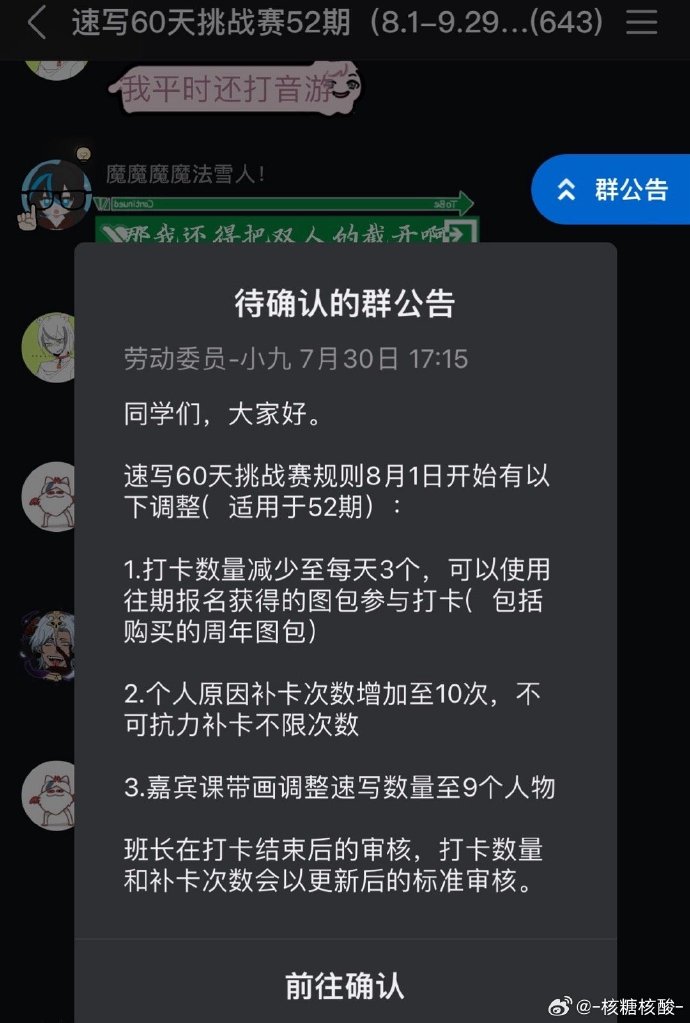 速写60天挑战赛52期（8.1-9.29...(643)
我平时还打音游
魔魔魔魔法雪人！
To Be
Continued
那我还得把双人的截开啊
群公告
待确认的群公告
劳动委员-小九 7月30日 17:15
同学们，大家好。
速写60天挑战赛规则8月1日开始有以
下调整（适用于52期）：
1.打卡数量减少至每天3个，可以使用
往期报名获得的图包参与打卡（包括
购买的周年图包）
2.个人原因补卡次数增加至10次，不
可抗力补卡不限次数
3.嘉宾课带画调整速写数量至9个人物
班长在打卡结束后的审核，打卡数量
和补卡次数会以更新后的标准审核。
前往确认
@-核糖核酸-